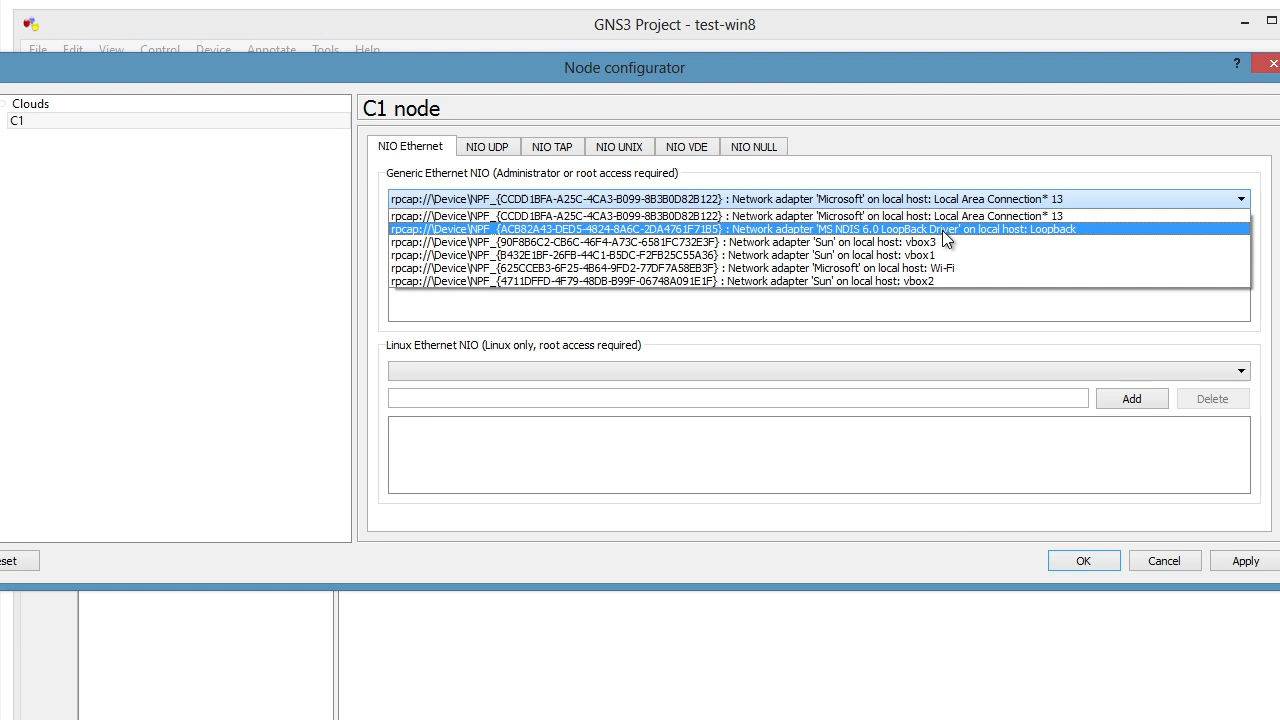 GNS3 Project - test-win8
File Edit View Control Device Annotate Tools Help
Node configurator
?
Clouds
C1
C1 node
NIO Ethernet NIO UDP NIO TAP NIO UNIX NIO VDE NIO NULL
Generic Ethernet NIO (Administrator or root access required)
rpcap://\Device\NPF_{CCDD1BFA-A25C-4CA3-B099-8B3B0D82B122} : Network adapter 'Microsoft' on local host: Local Area Connection* 13
rpcap://\Device\NPF_{CCDD1BFA-A25C-4CA3-B099-8B3B0D82B122} : Network adapter 'Microsoft' on local host: Local Area Connection* 13
rpcap://\Device\NPF_{ACB82A43-DED5-4824-8A6C-2DA4761F71B5} : Network adapter 'MS NDIS 6.0 LoopBack Driver' on local host: Loopback
rpcap://\Device\NPF_{90F8B6C2-CB6C-46F4-A73C-6581FC732E3F} : Network adapter 'Sun' on local host: vbox3
rpcap://\Device\NPF_{B432E1BF-26FB-44C1-B5DC-F2FB25C55A36} : Network adapter 'Sun' on local host: vbox1
rpcap://\Device\NPF_{625CCEB3-6F25-4B64-9FD2-77DF7A58EB3F} : Network adapter 'Microsoft' on local host: Wi-Fi
rpcap://\Device\NPF_{4711DFFD-4F79-48DB-B99F-06748A091E1F} : Network adapter 'Sun' on local host: vbox2
Linux Ethernet NIO (Linux only, root access required)
Add Delete
eset OK Cancel Apply